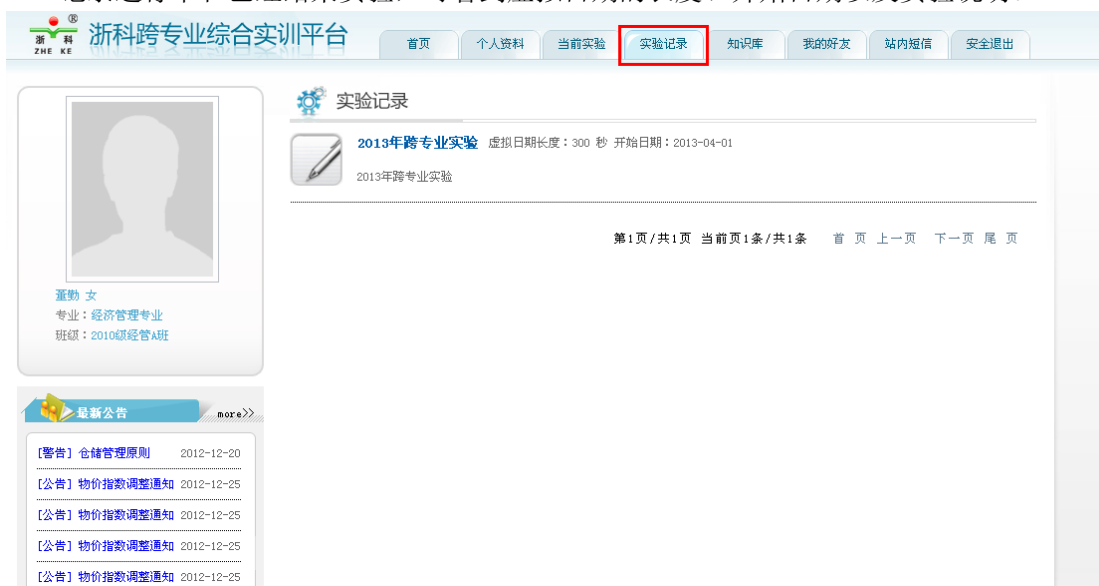 浙 科
ZHE KE
®
浙科跨专业综合实训平台
首页 个人资料 当前实验 实验记录 知识库 我的好友 站内短信 安全退出
实验记录
2013年跨专业实验 虚拟日期长度：300 秒 开始日期：2013-04-01
2013年跨专业实验
第1页/共1页 当前页1条/共1条 首 页 上一页 下一页 尾 页
董勤 女
专业：经济管理专业
班级：2010级经管A班
最新公告 more>>
[警告] 仓储管理原则 2012-12-20
[公告] 物价指数调整通知 2012-12-25
[公告] 物价指数调整通知 2012-12-25
[公告] 物价指数调整通知 2012-12-25
[公告] 物价指数调整通知 2012-12-25